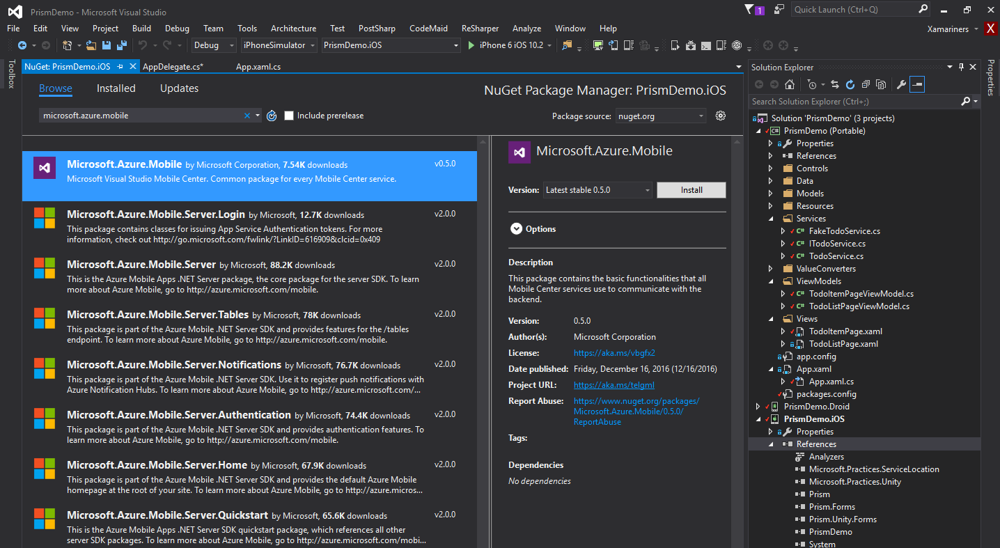 PrismDemo - Microsoft Visual Studio
1
Quick Launch (Ctrl+Q)
File Edit View Project Build Debug Team Tools Architecture Test PostSharp CodeMaid ReSharper Analyze Window Help
Xamariners X
Debug iPhoneSimulator PrismDemo.iOS iPhone 6 iOS 10.2
Toolbox
NuGet: PrismDemo.iOS AppDelegate.cs* App.xaml.cs
Browse Installed Updates
NuGet Package Manager: PrismDemo.iOS
microsoft.azure.mobile
Include prerelease
Package source: nuget.org
Microsoft.Azure.Mobile by Microsoft Corporation, 7.54K downloads v0.5.0
Microsoft Visual Studio Mobile Center. Common package for every Mobile Center service.
Microsoft.Azure.Mobile.Server.Login by Microsoft, 12.7K downloads v2.0.0
This package contains classes for issuing App Service Authentication tokens. For more
information, check out http://go.microsoft.com/fwlink/?LinkID=616909&clcid=0x409
Microsoft.Azure.Mobile.Server by Microsoft, 88.2K downloads v2.0.0
This is the Azure Mobile Apps .NET Server package, the core package for the server SDK. To learn
more about Azure Mobile, go to http://azure.microsoft.com/mobile.
Microsoft.Azure.Mobile.Server.Tables by Microsoft, 78K downloads v2.0.0
This package is part of the Azure Mobile .NET Server SDK and provides features for the /tables
endpoint. To learn more about Azure Mobile, go to http://azure.microsoft.com/mobile.
Microsoft.Azure.Mobile.Server.Notifications by Microsoft, 76.7K downloads v2.0.0
This package is part of the Azure Mobile .NET Server SDK. Use it to register push notifications with
Azure Notification Hubs. To learn more about Azure Mobile, go to http://azure.microsoft.com/...
Microsoft.Azure.Mobile.Server.Authentication by Microsoft, 74.4K downloads v2.0.0
This package is part of the Azure Mobile .NET Server SDK and provides authentication features. To
learn more about Azure Mobile, go to http://azure.microsoft.com/mobile.
Microsoft.Azure.Mobile.Server.Home by Microsoft, 67.9K downloads v2.0.0
This package is part of the Azure Mobile .NET Server SDK and provides the default Azure Mobile
homepage at the root of your site. To learn more about Azure Mobile, go to http://azure.micros...
Microsoft.Azure.Mobile.Server.Quickstart by Microsoft, 65.6K downloads v2.0.0
This is the Azure Mobile Apps .NET Server SDK quickstart package, which references all other
server SDK packages. To learn more about Azure Mobile, go to http://azure.microsoft.com/mobi...
Microsoft.Azure.Mobile
Version: Latest stable 0.5.0 Install
Options
Description
This package contains the basic functionalities that all
Mobile Center services use to communicate with the
backend.
Version: 0.5.0
Author(s): Microsoft Corporation
License: https://aka.ms/vbgfx2
Date published: Friday, December 16, 2016 (12/16/2016)
Project URL: https://aka.ms/telgml
Report Abuse: https://www.nuget.org/packages/
Microsoft.Azure.Mobile/0.5.0/
ReportAbuse
Tags:
Dependencies
No dependencies
Solution Explorer
Search Solution Explorer (Ctrl+;)
Solution 'PrismDemo' (3 projects)
C# PrismDemo (Portable)
Properties
References
Controls
Data
Models
Resources
Services
C# FakeTodoService.cs
C# ITodoService.cs
C# TodoService.cs
ValueConverters
ViewModels
C# TodoItemPageViewModel.cs
C# TodoListPageViewModel.cs
Views
TodoItemPage.xaml
TodoListPage.xaml
app.config
App.xaml
App.xaml.cs
packages.config
PrismDemo.Droid
PrismDemo.iOS
Properties
References
Analyzers
Microsoft.Practices.ServiceLocation
Microsoft.Practices.Unity
Prism
Prism.Forms
Prism.Unity.Forms
PrismDemo
System
Properties